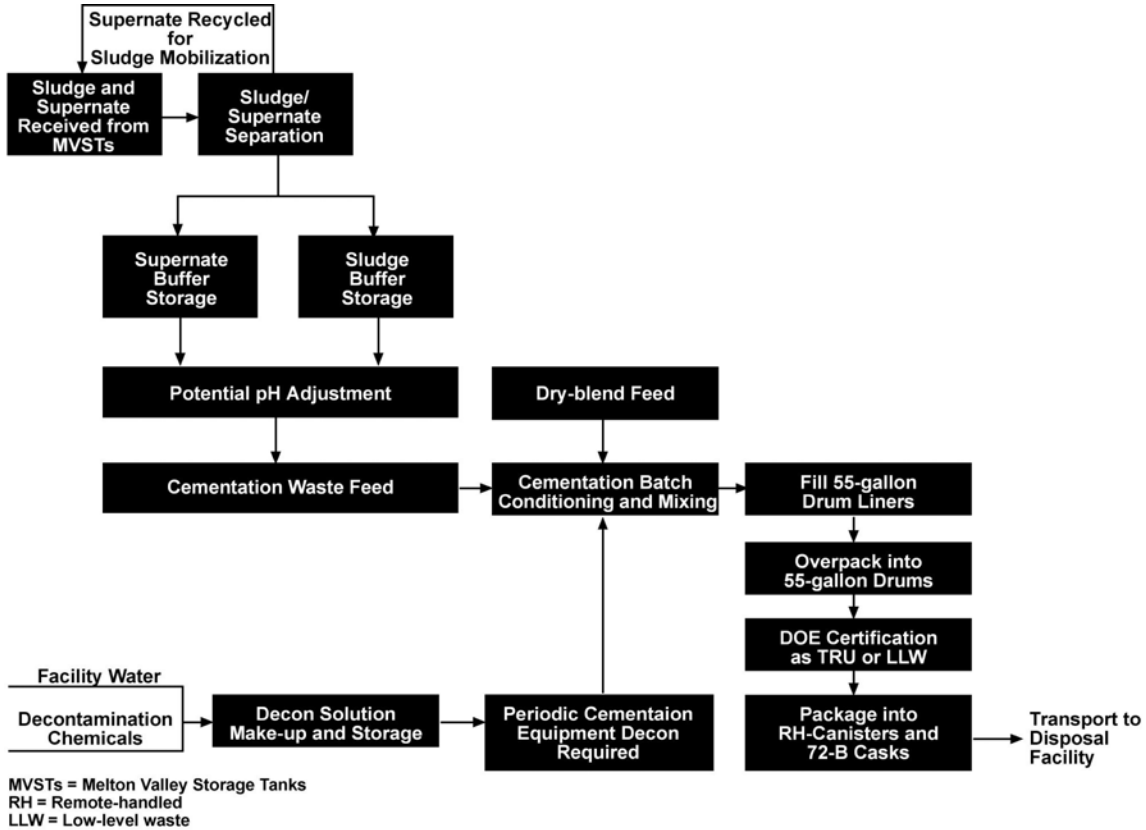 Supernate Recycled
for
Sludge Mobilization
Sludge and
Supernate
Received from
MVSTs
Sludge/
Supernate
Separation
Supernate
Buffer
Storage
Sludge
Buffer
Storage
Potential pH Adjustment
Dry-blend Feed
Cementation Waste Feed
Cementation Batch
Conditioning and Mixing
Fill 55-gallon
Drum Liners
Overpack into
55-gallon Drums
DOE Certification
as TRU or LLW
Facility Water
Decontamination
Chemicals
Decon Solution
Make-up and Storage
Periodic Cementaion
Equipment Decon
Required
Package into
RH-Canisters and
72-B Casks
Transport to
Disposal
Facility
MVSTs = Melton Valley Storage Tanks
RH = Remote-handled
LLW = Low-level waste